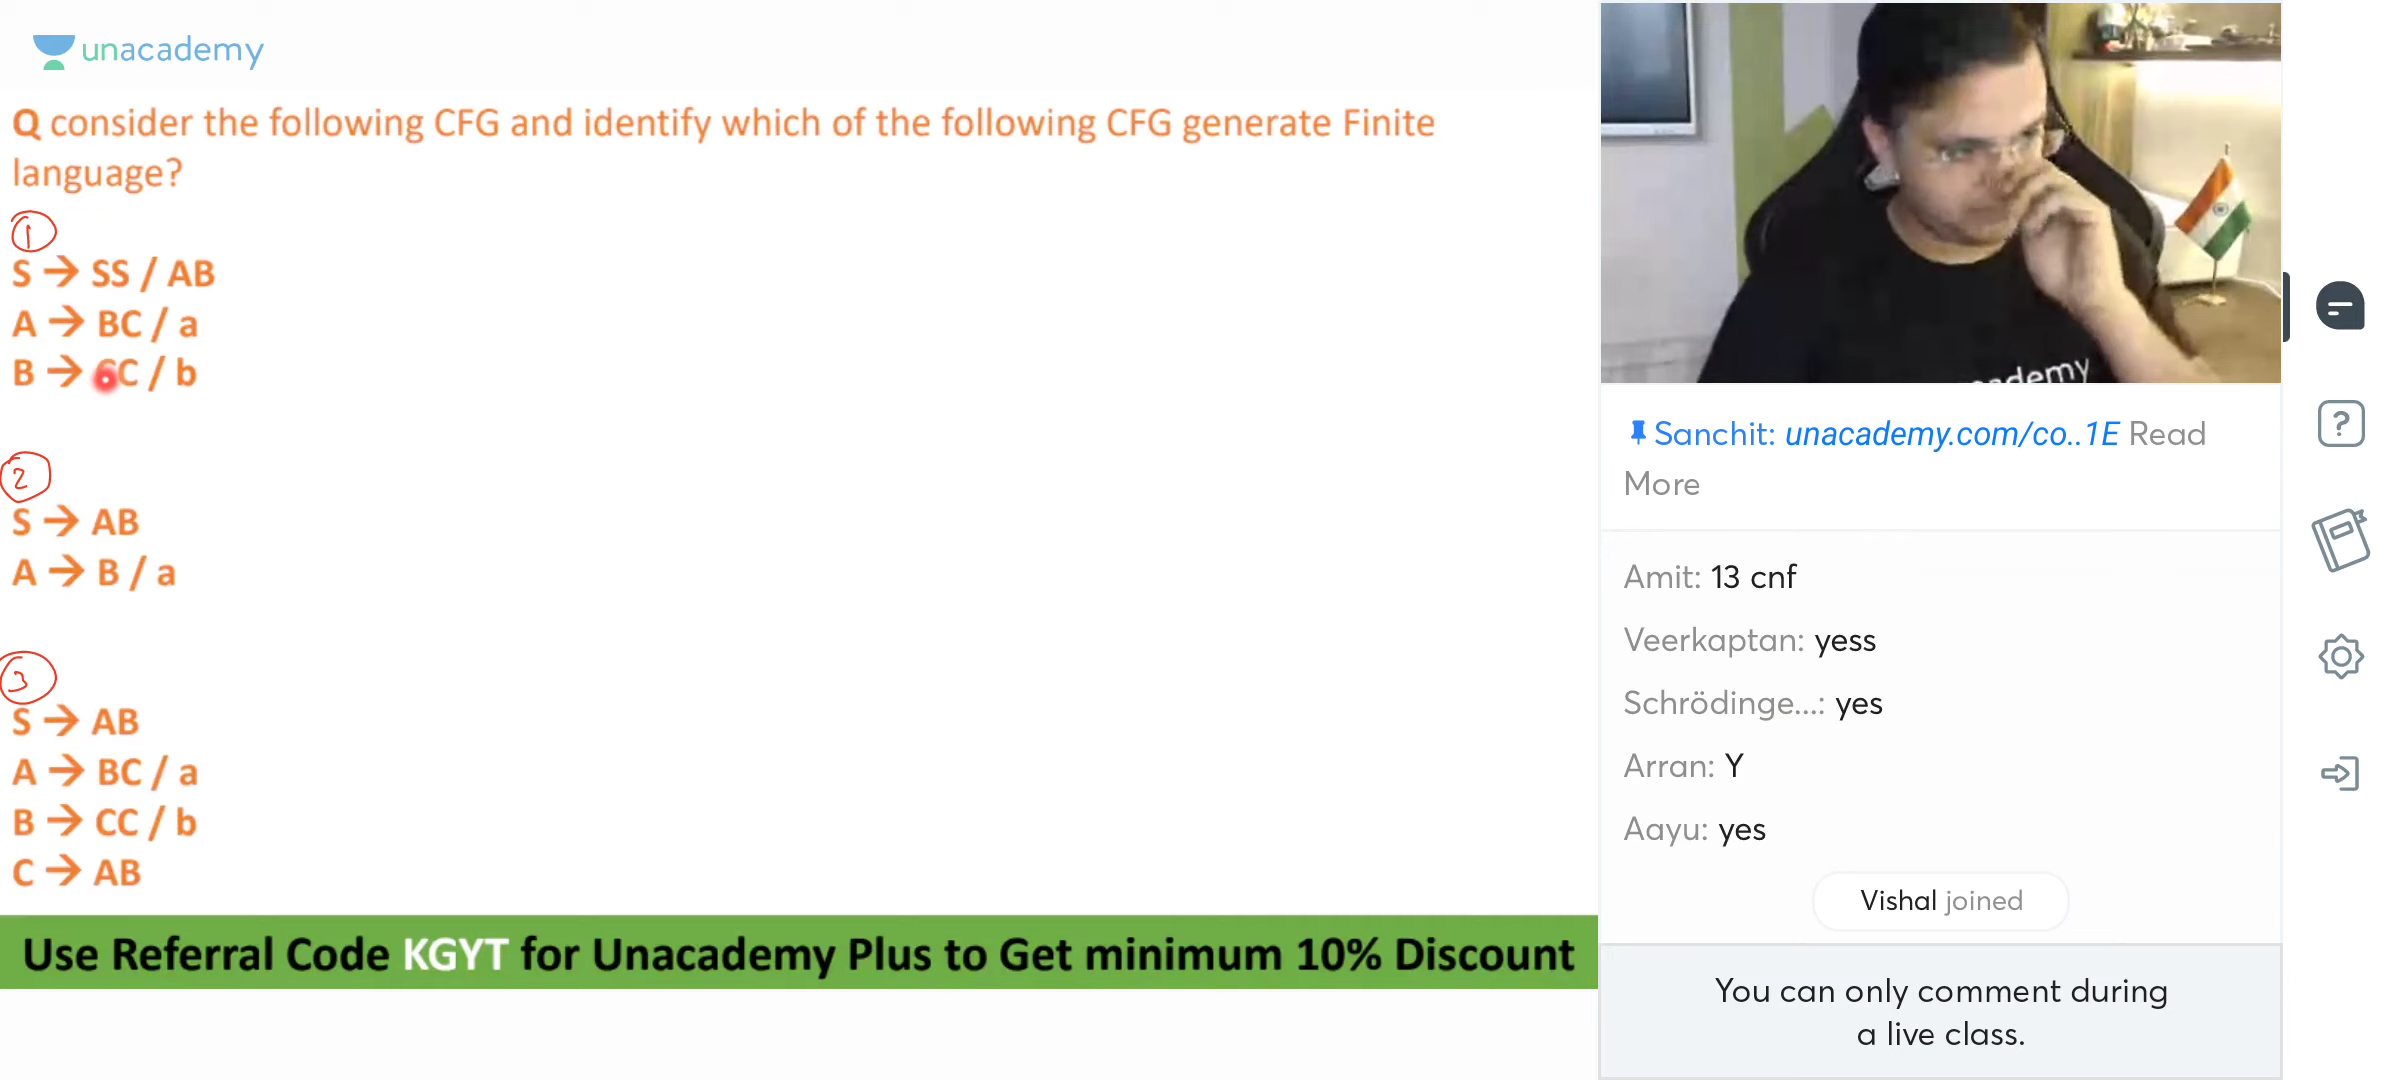 unacademy
Q consider the following CFG and identify which of the following CFG generate Finite
language?
1
S → SS / AB
A → BC / a
B → CC / b
2
S → AB
A → B / a
3
S → AB
A → BC / a
B → CC / b
C → AB
Use Referral Code KGYT for Unacademy Plus to Get minimum 10% Discount
ademy
Sanchit: unacademy.com/co..1E Read
More
Amit: 13 cnf
Veerkaptan: yess
Schrödinge...: yes
Arran: Y
Aayu: yes
Vishal joined
You can only comment during
a live class.
?